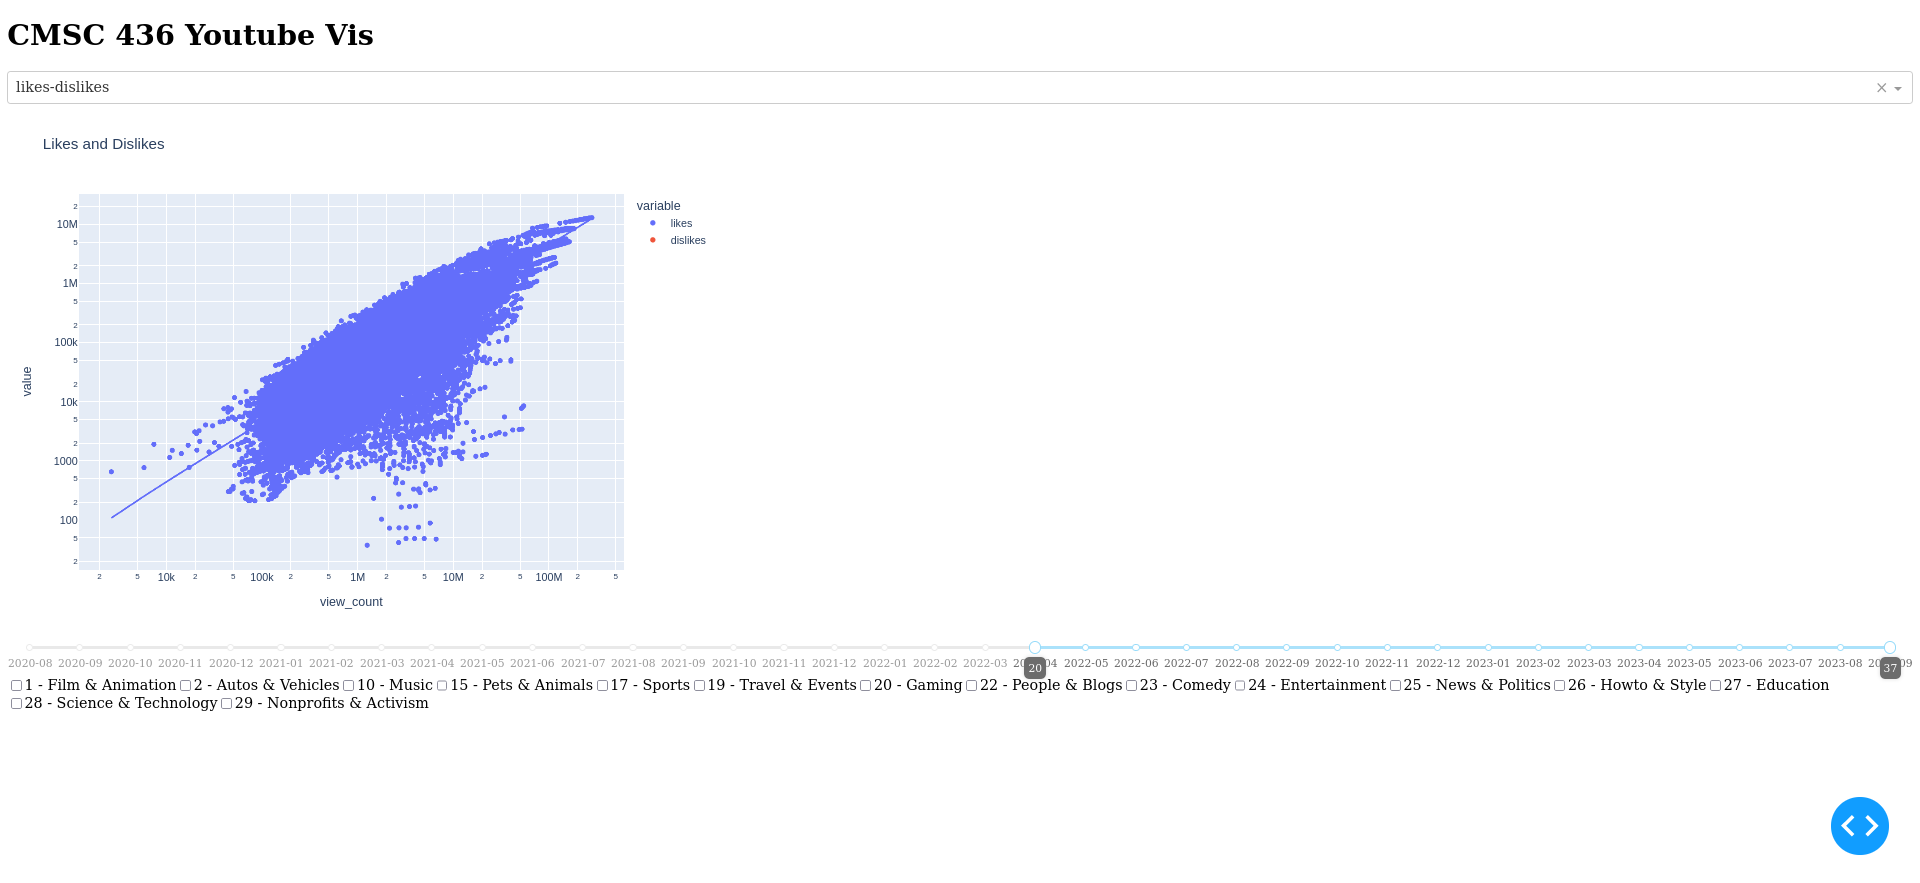 CMSC 436 Youtube Vis
likes-dislikes
Likes and Dislikes
variable
likes
dislikes
value
2
10M
5
2
1M
5
2
100k
5
2
10k
5
2
1000
5
2
100
5
2
2 5 10k 2 5 100k 2 5 1M 2 5 10M 2 5 100M 2 5
view_count
2020-08 2020-09 2020-10 2020-11 2020-12 2021-01 2021-02 2021-03 2021-04 2021-05 2021-06 2021-07 2021-08 2021-09 2021-10 2021-11 2021-12 2022-01 2022-02 2022-03 2022-05 2022-06 2022-07 2022-08 2022-09 2022-10 2022-11 2022-12 2023-01 2023-02 2023-03 2023-04 2023-05 2023-06 2023-07 2023-08
20 37
1 - Film & Animation 2 - Autos & Vehicles 10 - Music 15 - Pets & Animals 17 - Sports 19 - Travel & Events 20 - Gaming 22 - People & Blogs 23 - Comedy 24 - Entertainment 25 - News & Politics 26 - Howto & Style 27 - Education
28 - Science & Technology 29 - Nonprofits & Activism